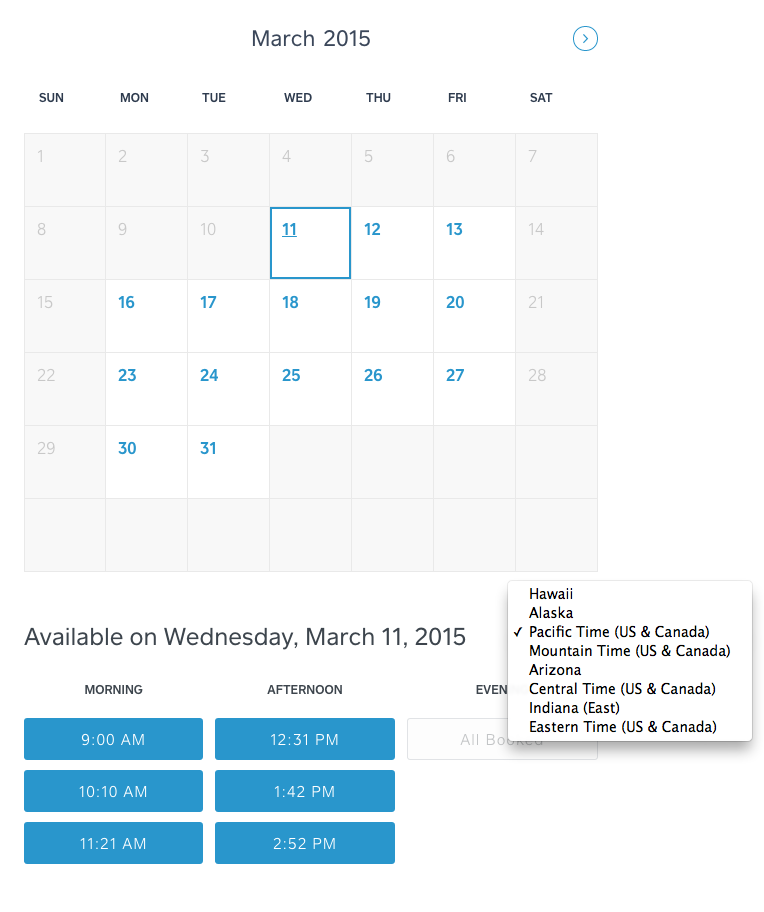 March 2015
SUN MON TUE WED THU FRI SAT
1 2 3 4 5 6 7
8 9 10 11 12 13 14
15 16 17 18 19 20 21
22 23 24 25 26 27 28
29 30 31
Available on Wednesday, March 11, 2015
Hawaii
Alaska
✓ Pacific Time (US & Canada)
Mountain Time (US & Canada)
Arizona
Central Time (US & Canada)
Indiana (East)
Eastern Time (US & Canada)
MORNING AFTERNOON EVEN
9:00 AM 12:31 PM All Booked
10:10 AM 1:42 PM
11:21 AM 2:52 PM